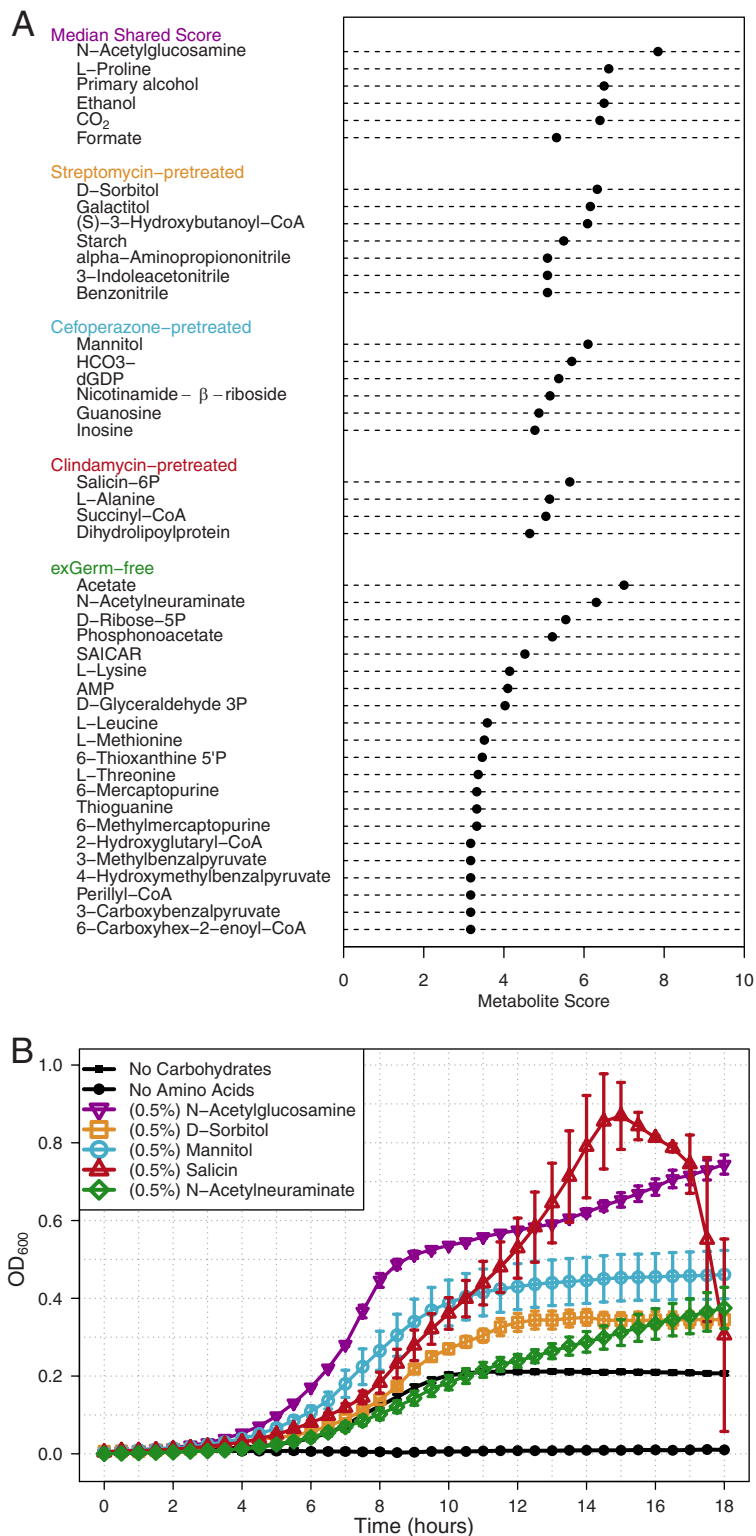 A
Median Shared Score
N−Acetylglucosamine
L−Proline
Primary alcohol
Ethanol
CO2
Formate
Streptomycin−pretreated
D−Sorbitol
Galactitol
(S)−3−Hydroxybutanoyl−CoA
Starch
alpha−Aminopropiononitrile
3−Indoleacetonitrile
Benzonitrile
Cefoperazone−pretreated
Mannitol
HCO3−
dGDP
Nicotinamide − β − riboside
Guanosine
Inosine
Clindamycin−pretreated
Salicin−6P
L−Alanine
Succinyl−CoA
Dihydrolipoylprotein
exGerm−free
Acetate
N−Acetylneuraminate
D−Ribose−5P
Phosphonoacetate
SAICAR
L−Lysine
AMP
D−Glyceraldehyde 3P
L−Leucine
L−Methionine
6−Thioxanthine 5'P
L−Threonine
6−Mercaptopurine
Thioguanine
6−Methylmercaptopurine
2−Hydroxyglutaryl−CoA
3−Methylbenzalpyruvate
4−Hydroxymethylbenzalpyruvate
Perillyl−CoA
3−Carboxybenzalpyruvate
6−Carboxyhex−2−enoyl−CoA
0 2 4 6 8 10
Metabolite Score
B
No Carbohydrates
No Amino Acids
(0.5%) N−Acetylglucosamine
(0.5%) D−Sorbitol
(0.5%) Mannitol
(0.5%) Salicin
(0.5%) N−Acetylneuraminate
1.0
0.8
0.6
0.4
0.2
0.0
OD600
0 2 4 6 8 10 12 14 16 18
Time (hours)